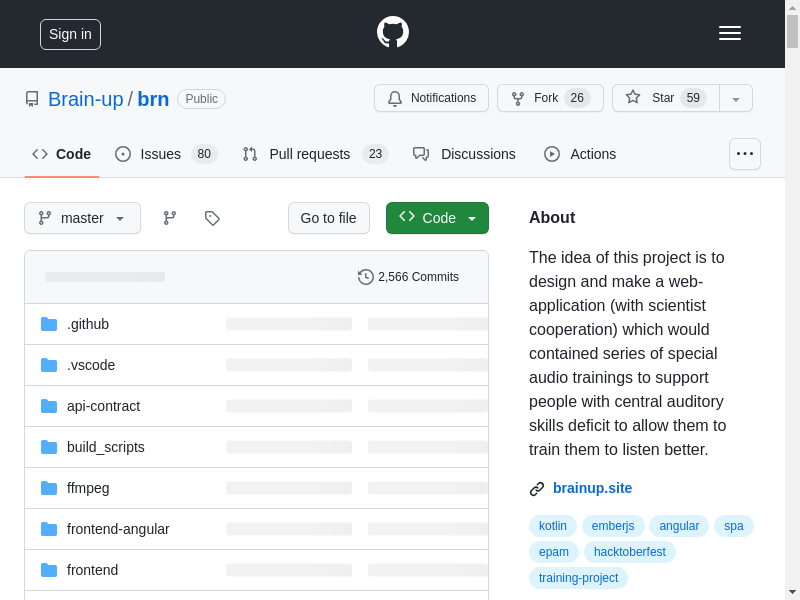 Sign in
Brain-up / brn Public
Notifications
Fork 26
Star 59
Code
Issues 80
Pull requests 23
Discussions
Actions
master
Go to file
Code
2,566 Commits
.github
.vscode
api-contract
build_scripts
ffmpeg
frontend-angular
frontend
About
The idea of this project is to
design and make a web-
application (with scientist
cooperation) which would
contained series of special
audio trainings to support
people with central auditory
skills deficit to allow them to
train them to listen better.
brainup.site
kotlin emberjs angular spa
epam hacktoberfest
training-project